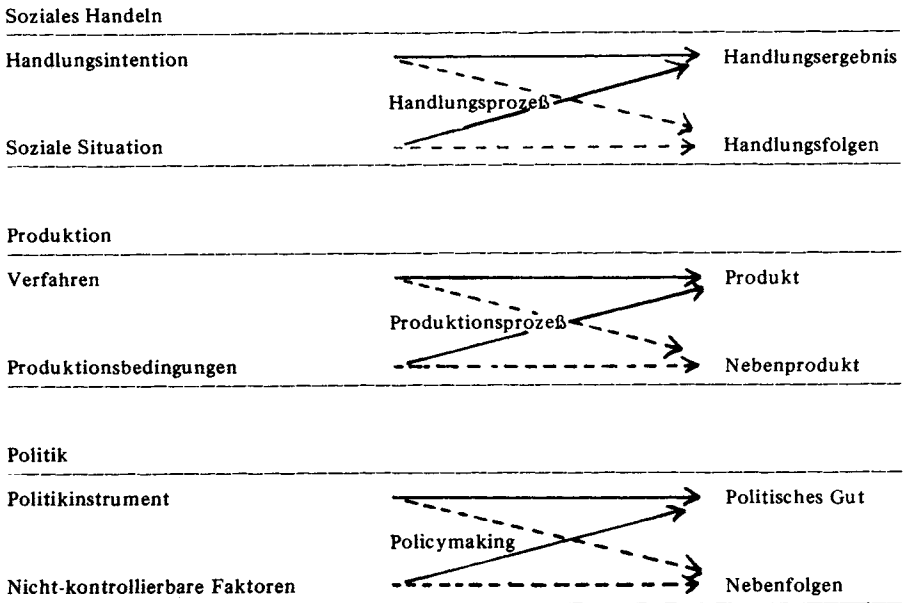 Soziales Handeln
Handlungsintention Handlungsergebnis
Handlungsprozeß
Soziale Situation Handlungsfolgen
Produktion
Verfahren Produkt
Produktionsprozeß
Produktionsbedingungen Nebenprodukt
Politik
Politikinstrument Politisches Gut
Policymaking
Nicht-kontrollierbare Faktoren Nebenfolgen